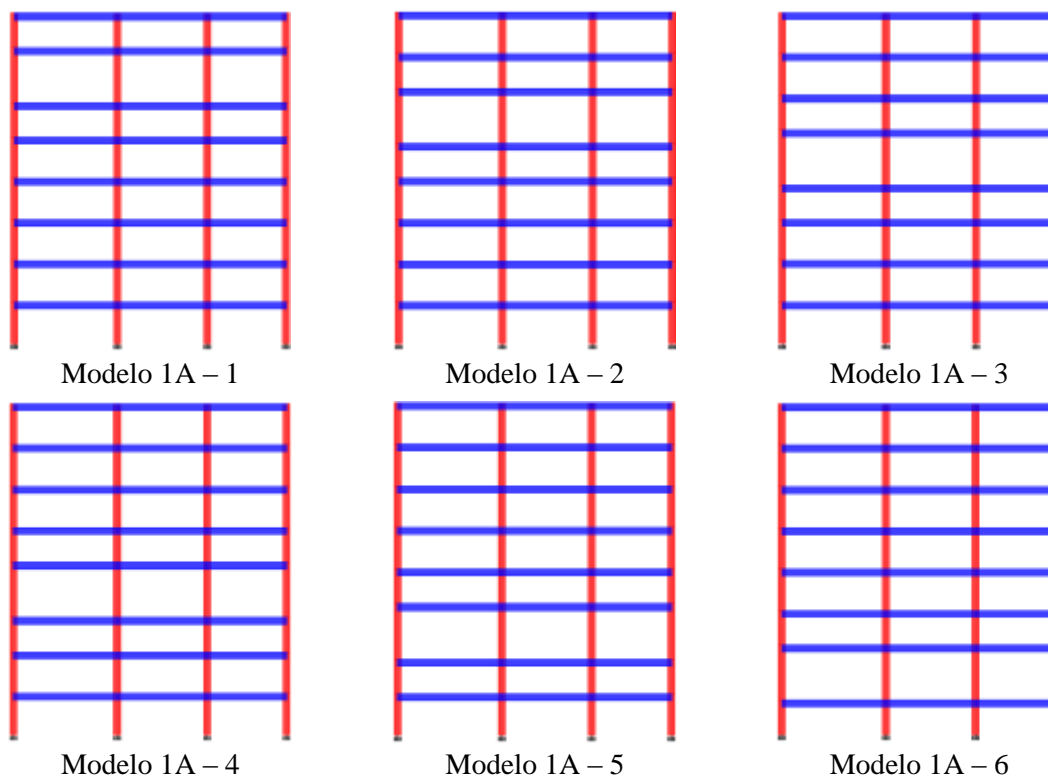 Modelo 1A – 1
Modelo 1A – 2
Modelo 1A – 3
Modelo 1A – 4
Modelo 1A – 5
Modelo 1A – 6